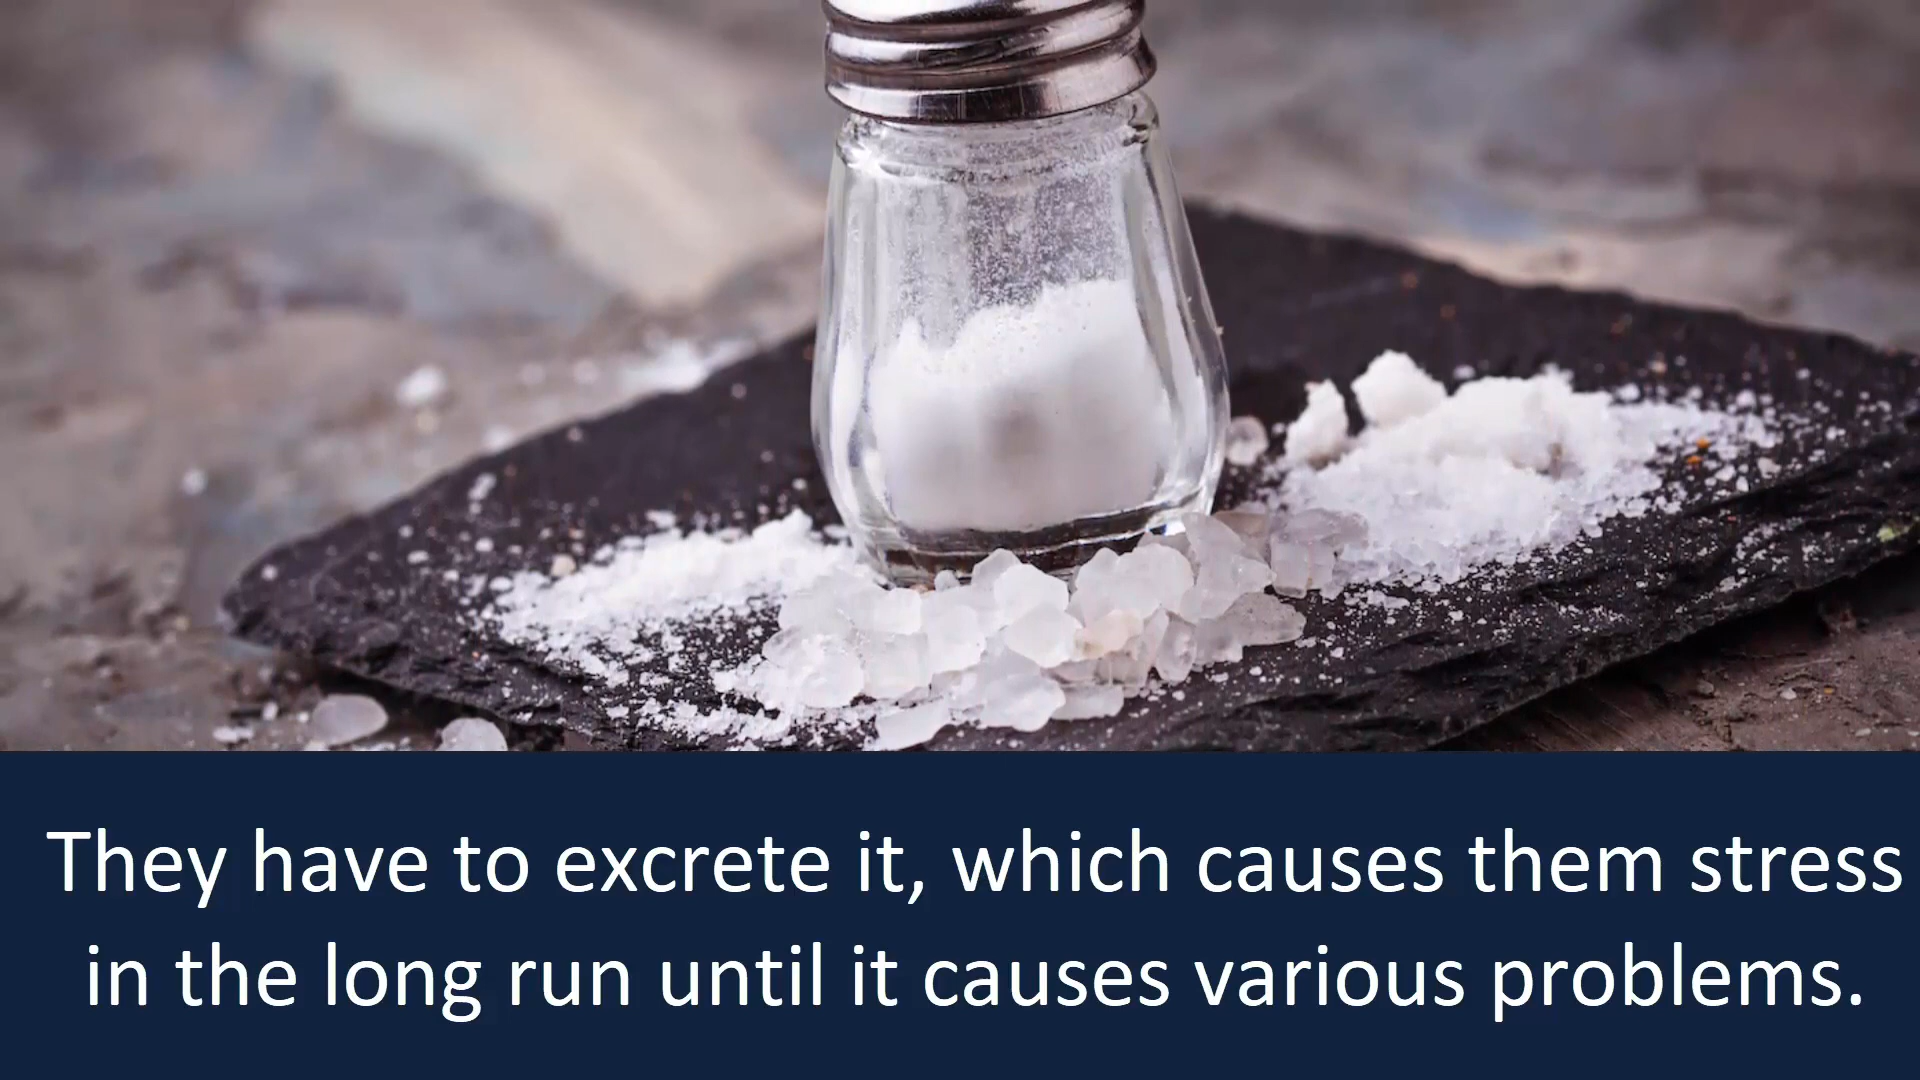 They have to excrete it, which causes them stress
in the long run until it causes various problems.